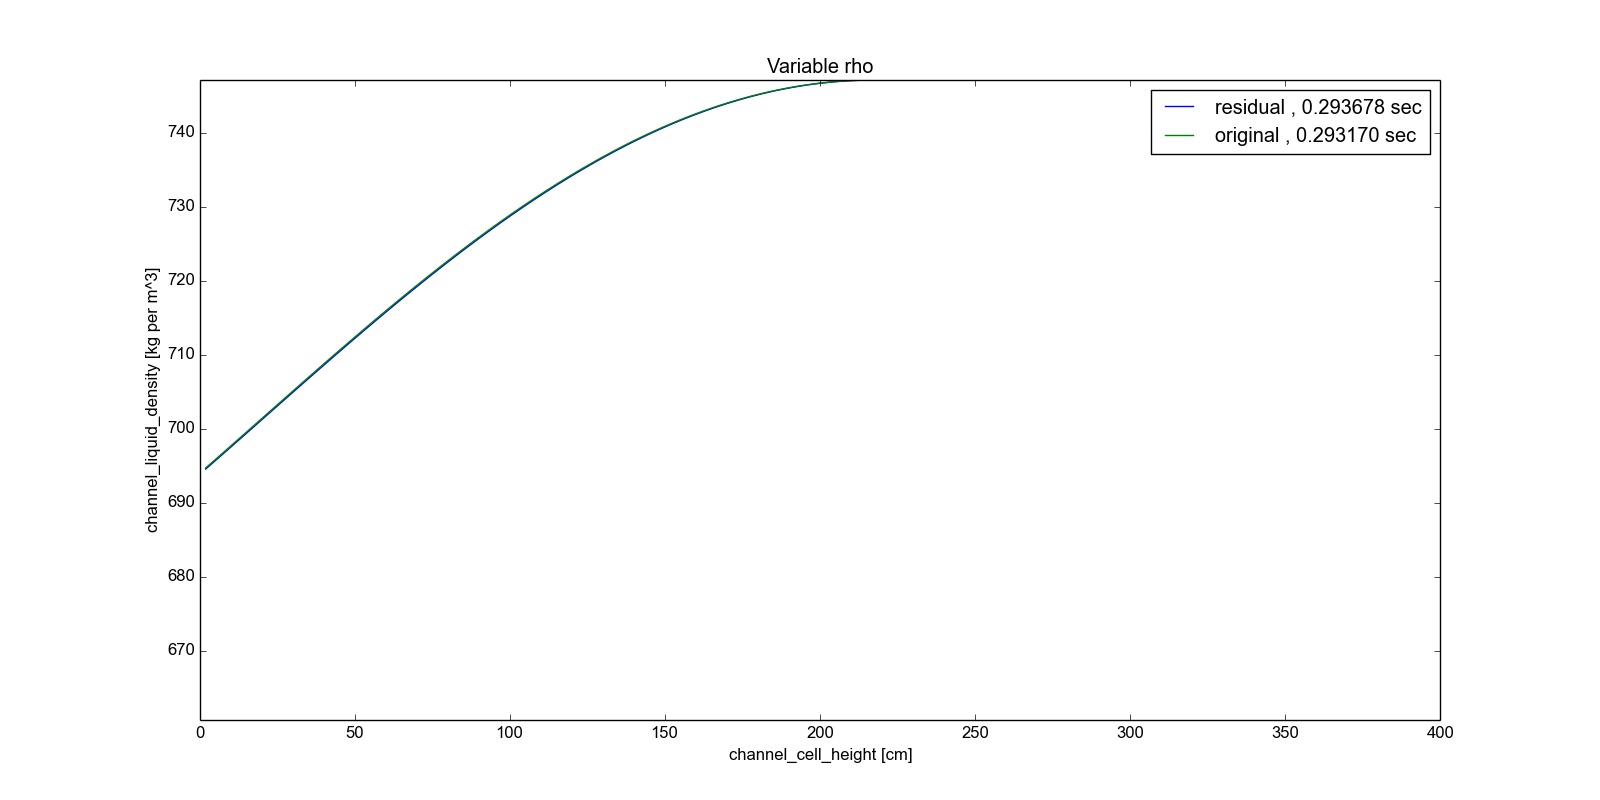 Variable rho
residual , 0.293678 sec
original , 0.293170 sec
740
730
720
710
700
690
680
670
channel_liquid_density [kg per m^3]
0 50 100 150 200 250 300 350 400
channel_cell_height [cm]